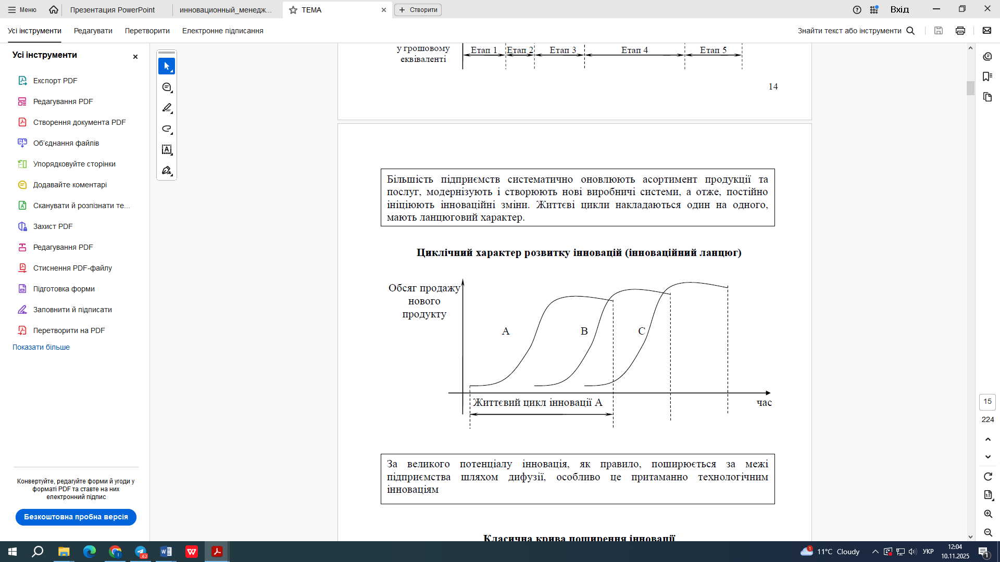 Меню
Презентация PowerPoint
инновационный_менедж...
ТЕМА
Створити
Вхід
Усі інструменти
Редагувати
Перетворити
Електронне підписання
Знайти текст або інструменти
Усі інструменти
Експорт PDF
Редагування PDF
Створення документа PDF
Об'єднання файлів
Упорядковуйте сторінки
Додавайте коментарі
Сканувати й розпізнати те...
Захист PDF
Редагування PDF
Стиснення PDF-файлу
Підготовка форми
Заповнити й підписати
Перетворити на PDF
Показати більше
Конвертуйте, редагуйте форми й угоди у
форматі PDF та ставте на них
електронний підпис
Безкоштовна пробна версія
у грошовому
еквіваленті
Етап 1
Етап 2
Етап 3
Етап 4
Етап 5
14
Більшість підприємств систематично оновлюють асортимент продукції та
послуг, модернізують і створюють нові виробничі системи, а отже, постійно
ініціюють інноваційні зміни. Життєві цикли накладаються один на одного,
мають ланцюговий характер.
Циклічний характер розвитку інновацій (інноваційний ланцюг)
Обсяг продажу
нового
продукту
А
В
С
Життєвий цикл інновації А
час
За великого потенціалу інновація, як правило, поширюється за межі
підприємства шляхом дифузії, особливо це притаманно технологічним
інноваціям
Класична крива поширення інновації
15
224
1:1
.62
1
11°C Cloudy
УКР
12:04
10.11.2025
1